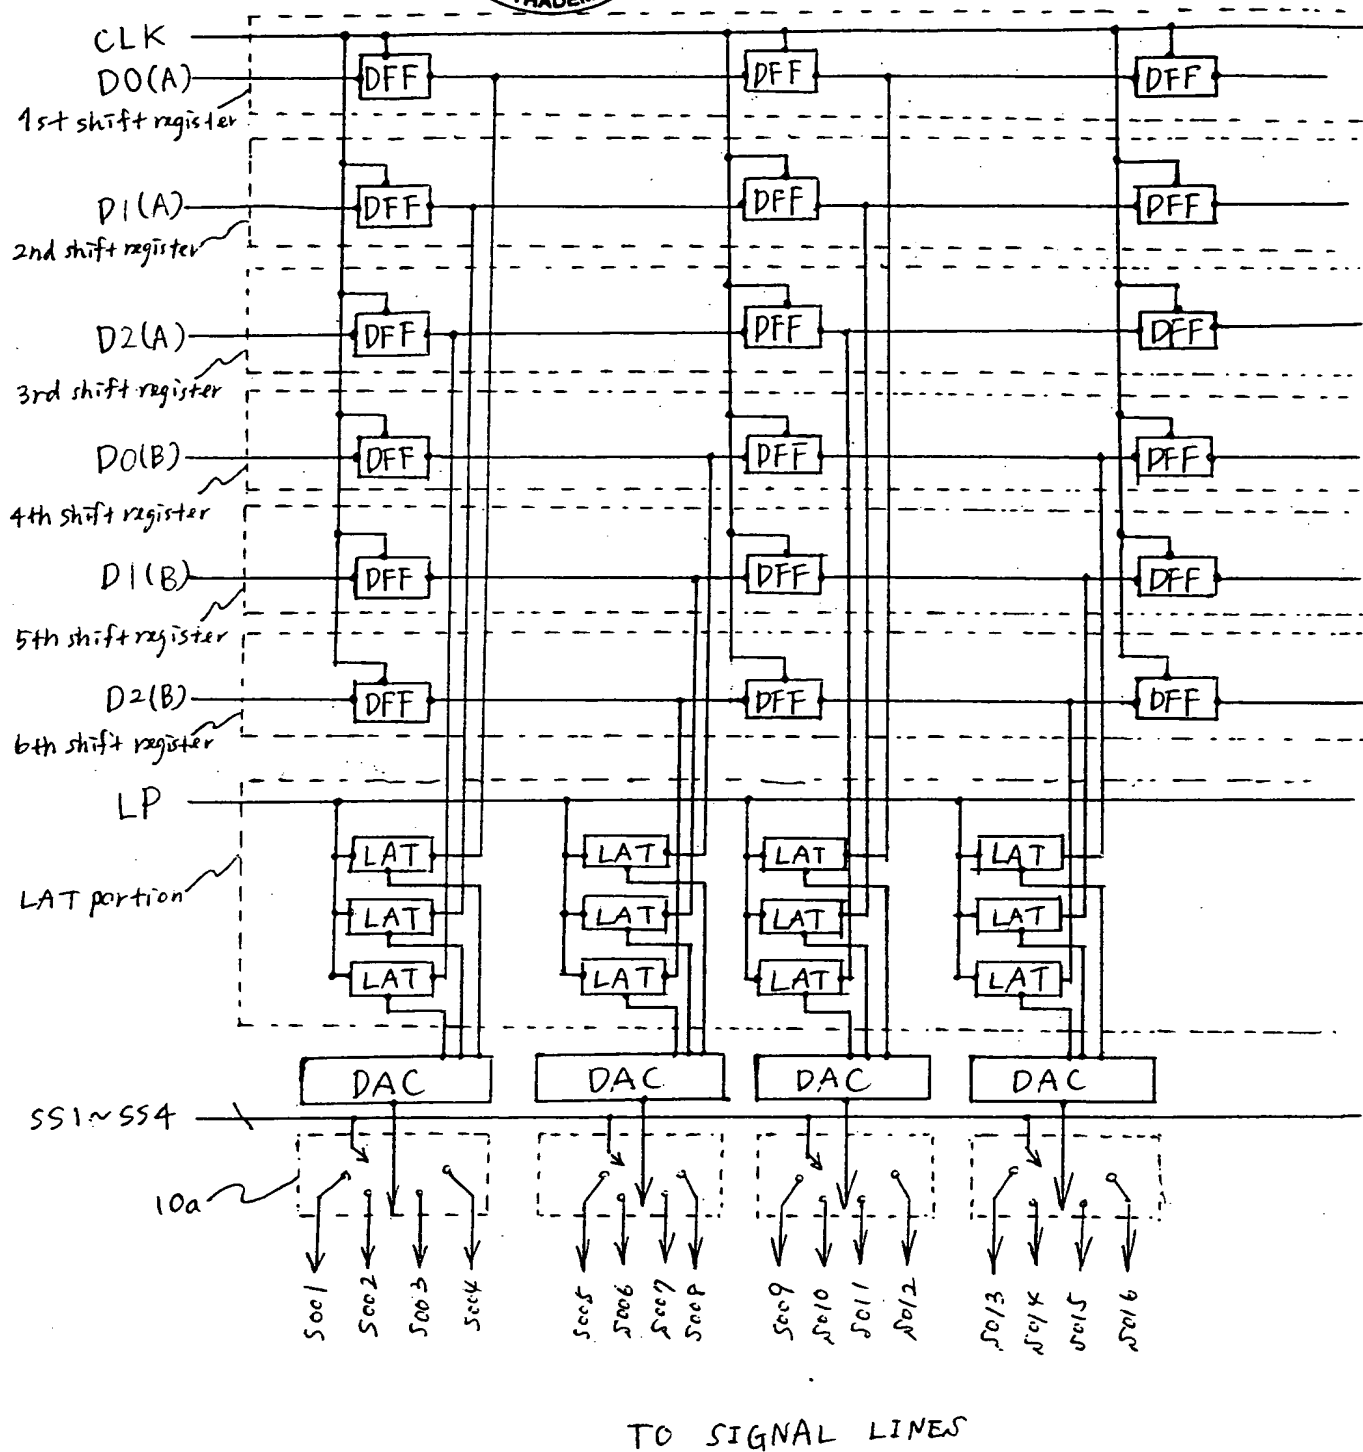 TRADEM
CLK
D0(A)
DFF DFF DFF
1st shift register
D1(A)
DFF DFF DFF
2nd shift register
D2(A)
DFF DFF DFF
3rd shift register
D0(B)
DFF DFF DFF
4th shift register
D1(B)
DFF DFF DFF
5th shift register
D2(B)
DFF DFF DFF
6th shift register
LP
LAT LAT LAT LAT
LAT portion
LAT LAT LAT LAT
LAT LAT LAT LAT
DAC DAC DAC DAC
SS1~SS4
10a
S001 S002 S003 S004 S005 S006 S007 S008 S009 S010 S011 S012 S013 S014 S015 S016
TO SIGNAL LINES